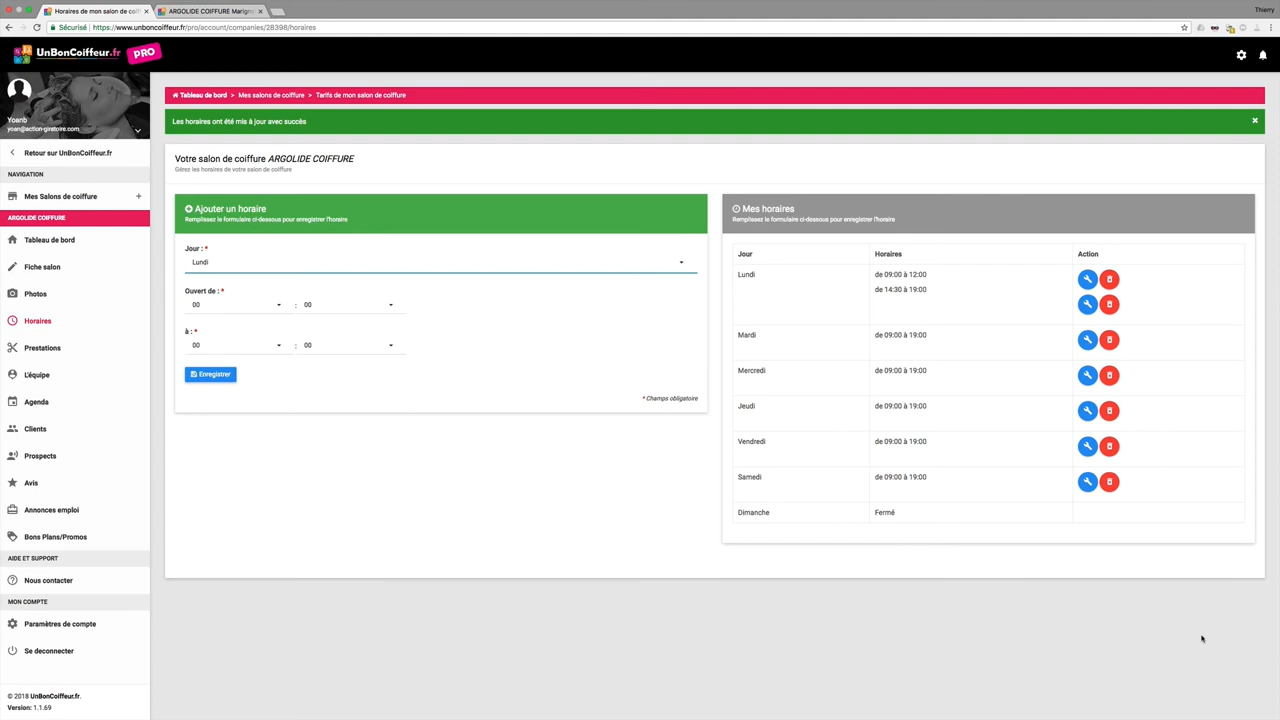 Horaires de mon salon de coif
ARGOLIDE COIFFURE Marign
Thierry
Sécurisé
https://www.unboncoiffeur.fr/pro/account/companies/28398/horaires
UnBonCoiffeur.fr
PRO
Yoanb
yoan@action-giratoire.com
Retour sur UnBonCoiffeur.fr
NAVIGATION
Mes Salons de coiffure
+
ARGOLIDE COIFFURE
Tableau de bord
Fiche salon
Photos
Horaires
Prestations
L'équipe
Agenda
Clients
Prospects
Avis
Annonces emploi
Bons Plans/Promos
AIDE ET SUPPORT
Nous contacter
MON COMPTE
Paramètres de compte
Se deconnecter
© 2018 UnBonCoiffeur.fr.
Version: 1.1.69
Tableau de bord > Mes salons de coiffure > Tarifs de mon salon de coiffure
Les horaires ont été mis à jour avec succès
Votre salon de coiffure ARGOLIDE COIFFURE
Gérez les horaires de votre salon de coiffure
Ajouter un horaire
Remplissez le formulaire ci-dessous pour enregistrer l'horaire
Jour : *
Lundi
Ouvert de : *
00 : 00
à : *
00 : 00
Enregistrer
* Champs obligatoire
Mes horaires
Remplissez le formulaire ci-dessous pour enregistrer l'horaire
Jour Horaires Action
Lundi de 09:00 à 12:00
de 14:30 à 19:00
Mardi de 09:00 à 19:00
Mercredi de 09:00 à 19:00
Jeudi de 09:00 à 19:00
Vendredi de 09:00 à 19:00
Samedi de 09:00 à 19:00
Dimanche Fermé